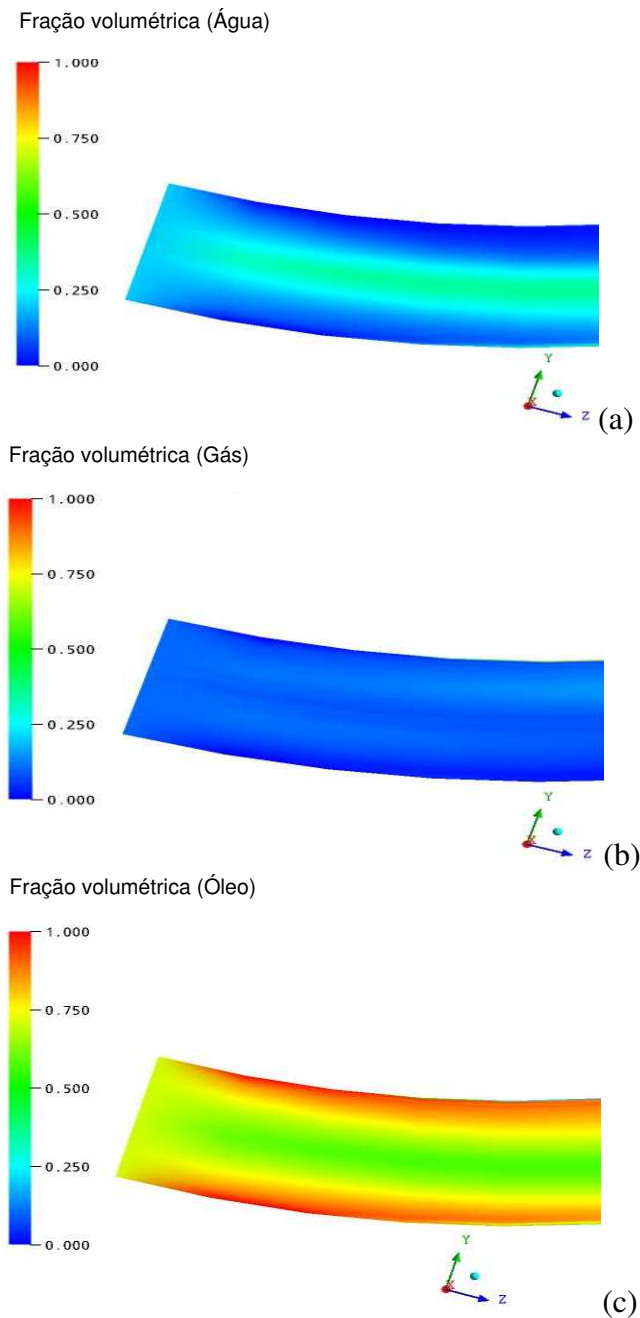 Fração volumétrica (Água)
1.000
0.750
0.500
0.250
0.000
Y
X
Z
(a)
Fração volumétrica (Gás)
1.000
0.750
0.500
0.250
0.000
Y
X
Z
(b)
Fração volumétrica (Óleo)
1.000
0.750
0.500
0.250
0.000
Y
X
Z
(c)